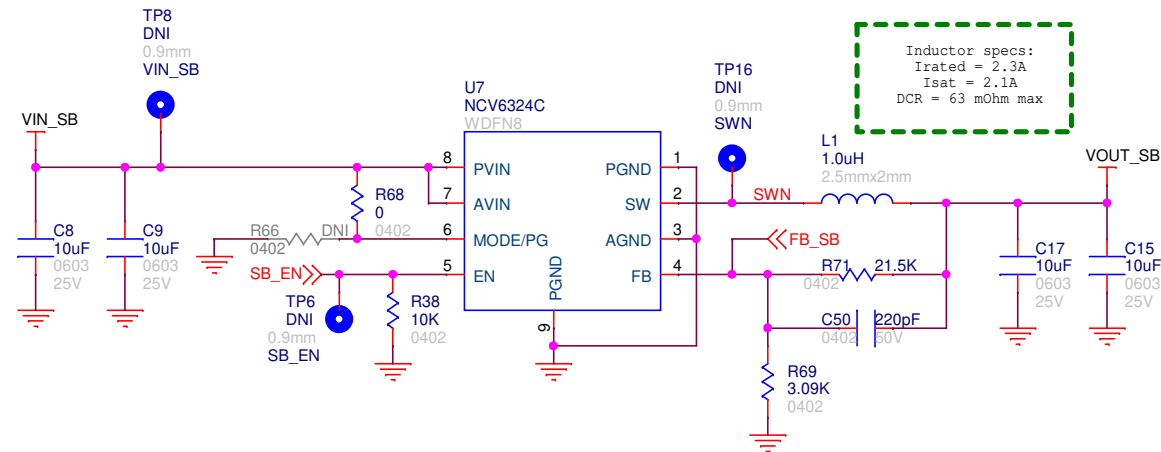 TP8
DNI
0.9mm
VIN_SB
VIN_SB
C8
10uF
0603
25V
C9
10uF
0603
25V
R68
0
0402
R66
DNI
0402
SB_EN
TP6
DNI
0.9mm
SB_EN
R38
10K
0402
U7
NCV6324C
WDFN8
8
PVIN
7
AVIN
6
MODE/PG
5
EN
PGND
1
SW
2
AGND
3
FB
4
PGND
9
TP16
DNI
0.9mm
SWN
SWN
Inductor specs:
Irated = 2.3A
Isat = 2.1A
DCR = 63 mOhm max
L1
1.0uH
2.5mmx2mm
VOUT_SB
FB_SB
R71
21.5K
0402
C50
220pF
0402
50V
R69
3.09K
0402
C17
10uF
0603
25V
C15
10uF
0603
25V